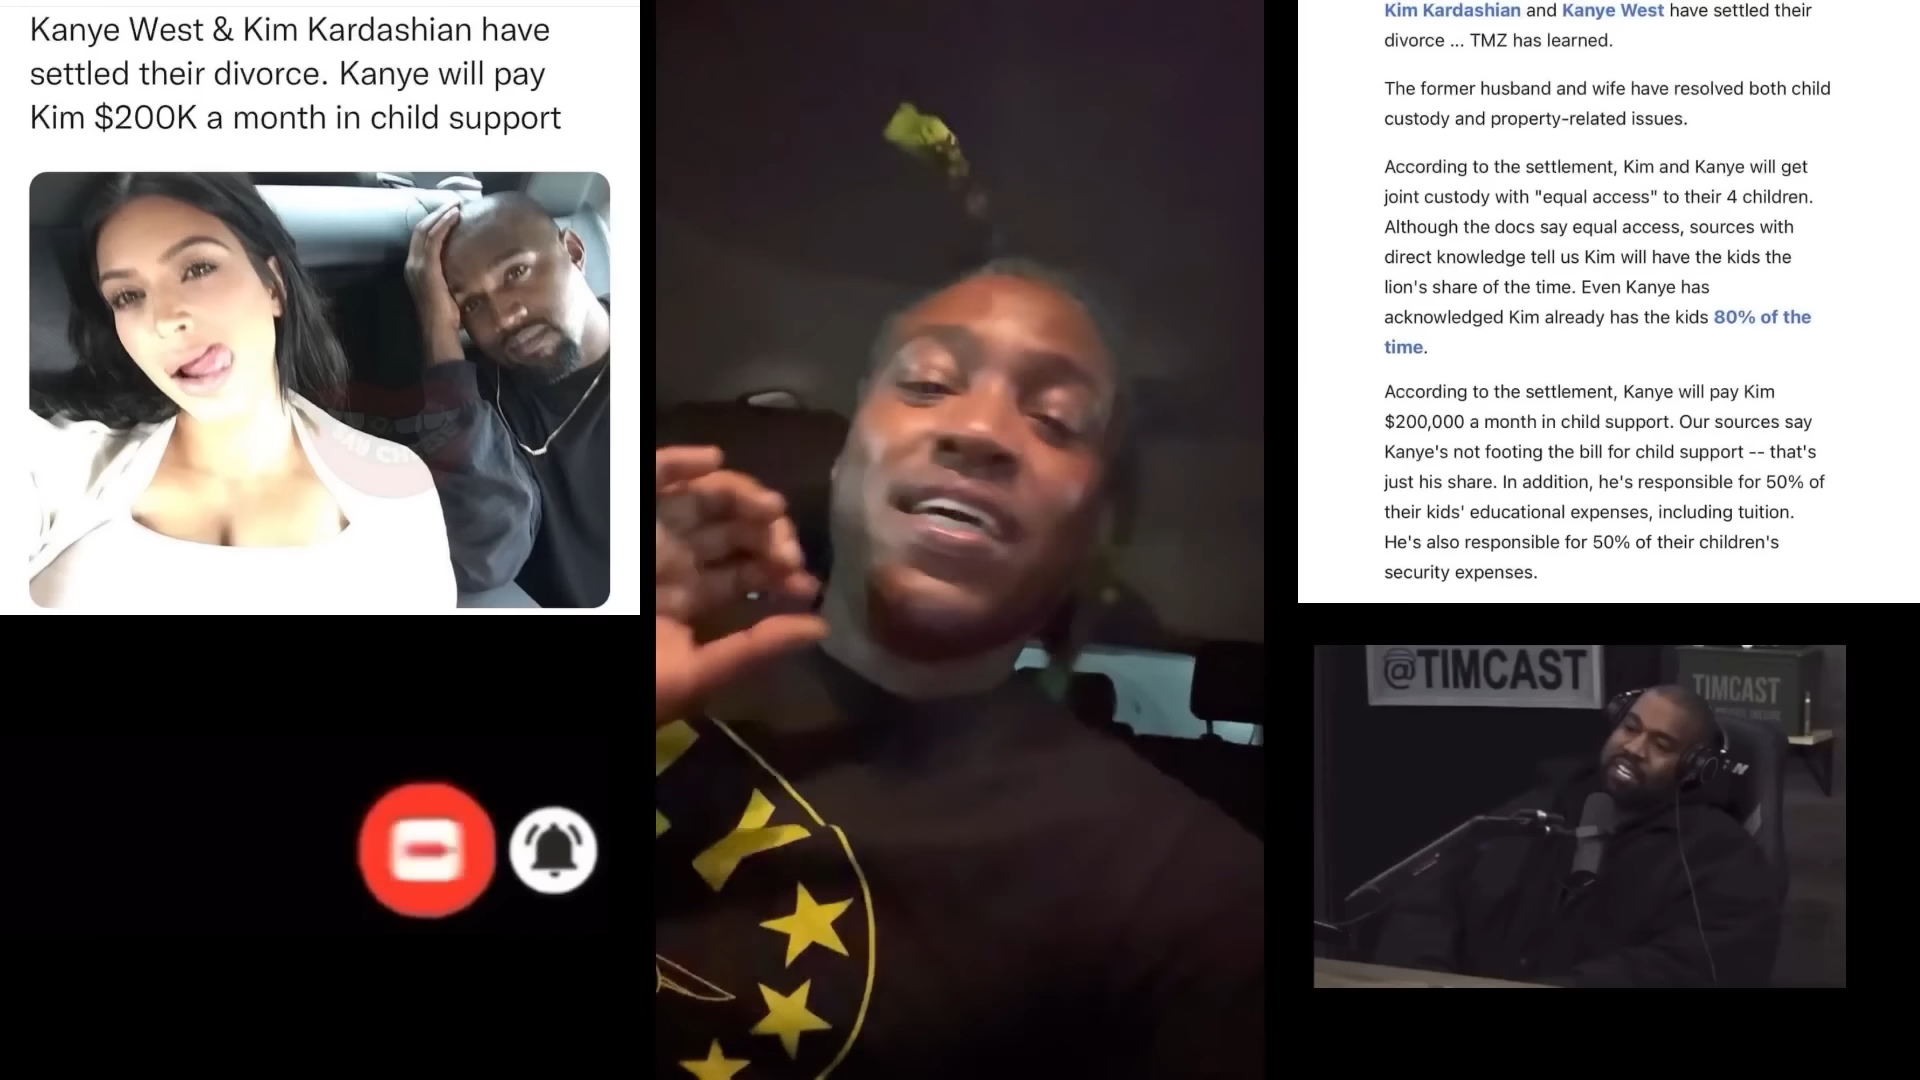 Kanye West & Kim Kardashian have
settled their divorce. Kanye will pay
Kim $200K a month in child support
Kim Kardashian and Kanye West have settled their
divorce ... TMZ has learned.
The former husband and wife have resolved both child
custody and property-related issues.
According to the settlement, Kim and Kanye will get
joint custody with "equal access" to their 4 children.
Although the docs say equal access, sources with
direct knowledge tell us Kim will have the kids the
lion's share of the time. Even Kanye has
acknowledged Kim already has the kids 80% of the
time.
According to the settlement, Kanye will pay Kim
$200,000 a month in child support. Our sources say
Kanye's not footing the bill for child support -- that's
just his share. In addition, he's responsible for 50% of
their kids' educational expenses, including tuition.
He's also responsible for 50% of their children's
security expenses.
@TIMCAST
TIMCAST